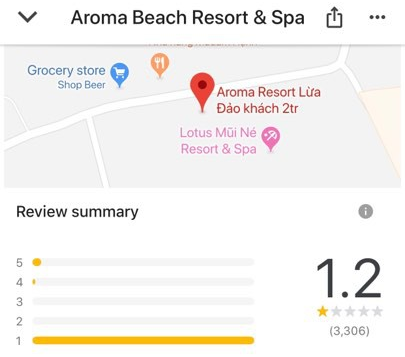 Aroma Beach Resort & Spa
Grocery store
Shop Beer
Aroma Resort Lừa
Đảo khách 2tr
Lotus Mũi Né
Resort & Spa
Review summary
5
4
3
2
1
1.2
(3,306)